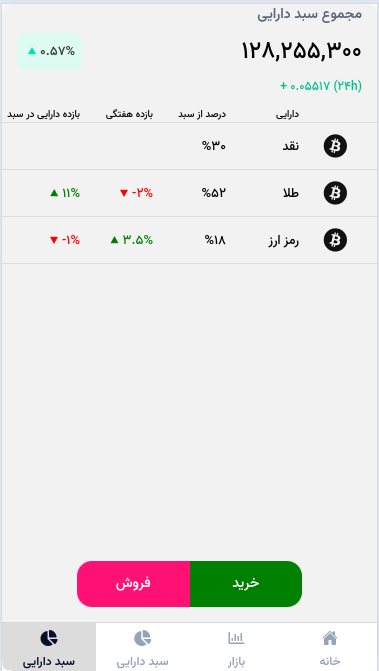 مجموع سبد دارایی
۱۲۸,۲۵۵,۳۰۰
▲ ۰.۵۷%
+ ۰.۰۵۵۱۷ (۲۴h)
دارایی درصد از سبد بازده هفتگی بازده دارایی در سبد
نقد %۳۰
طلا %۵۲ ▼ -۲% ▲ ۱۱%
رمز ارز %۱۸ ▲ ۳.۵% ▼ -۱%
خرید فروش
خانه بازار سبد دارایی سبد دارایی